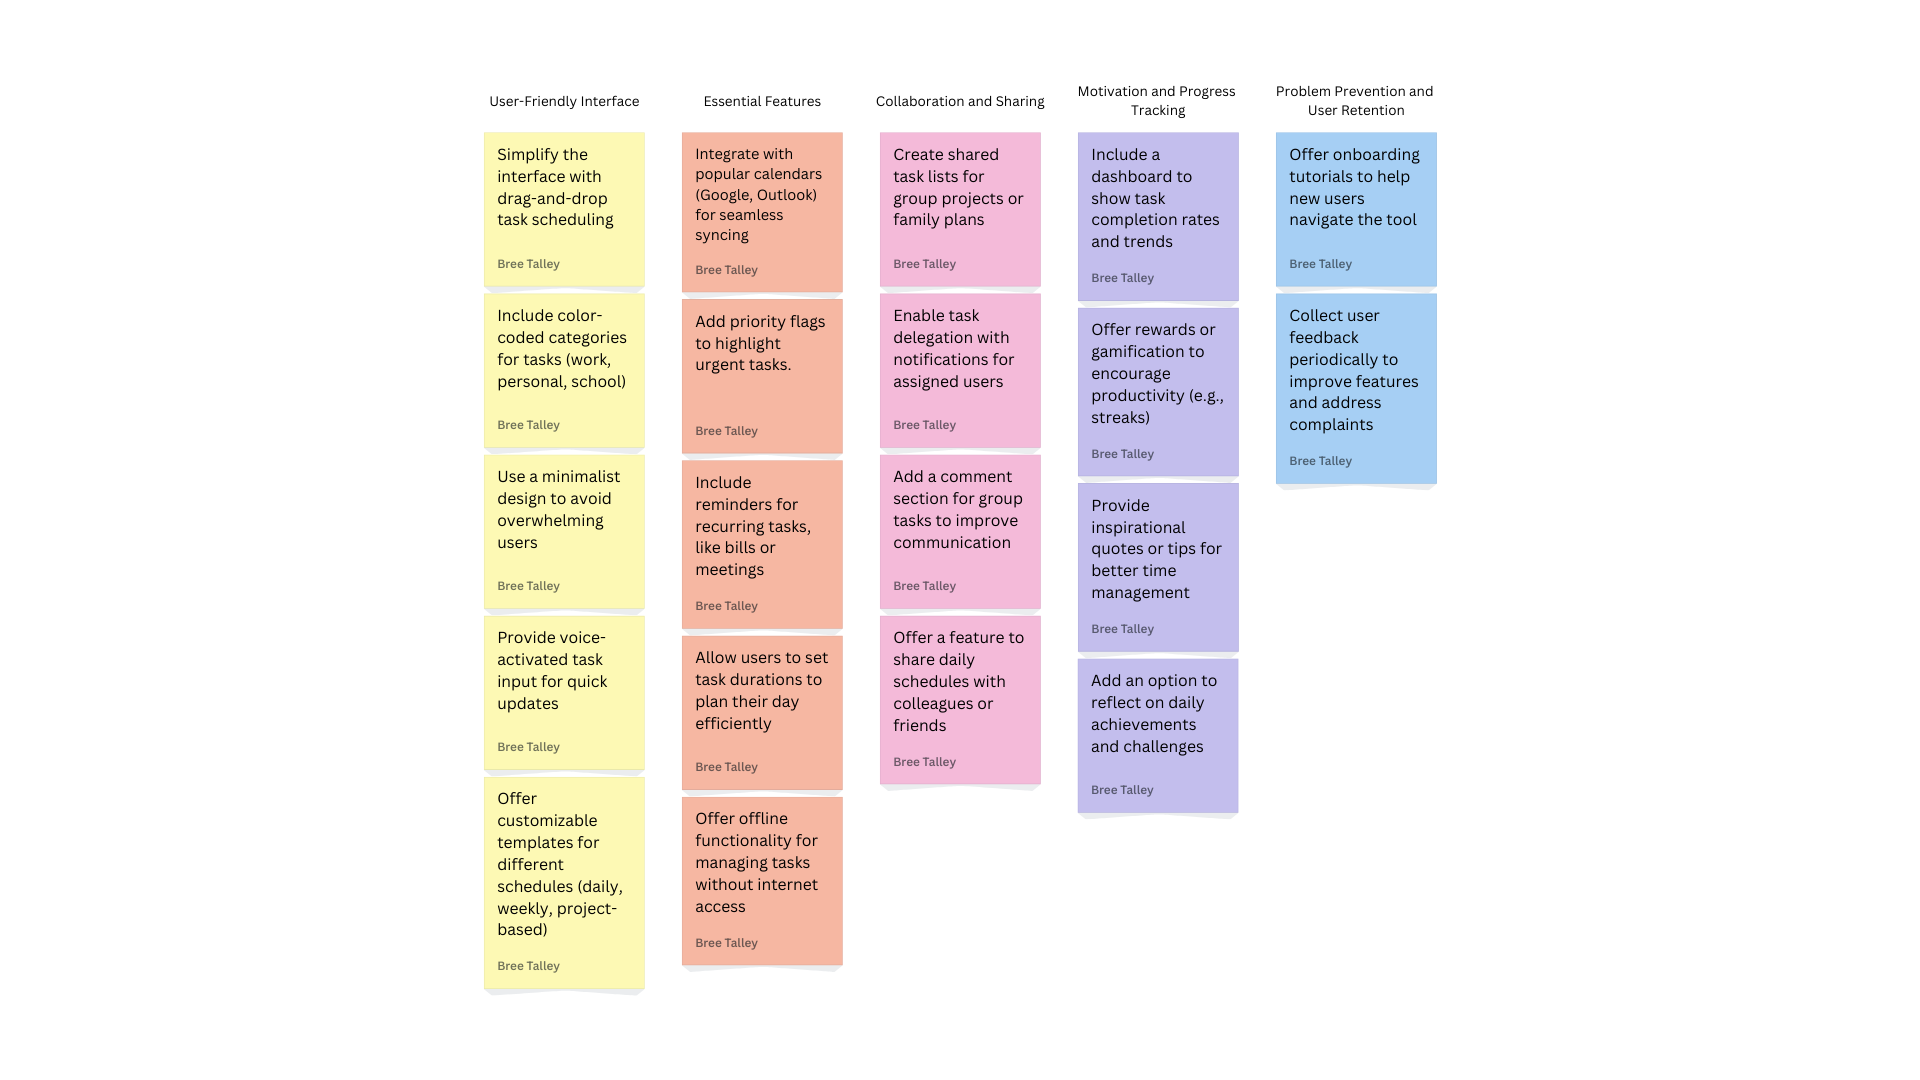 User-Friendly Interface
Simplify the
interface with
drag-and-drop
task scheduling
Bree Talley
Include color-
coded categories
for tasks (work,
personal, school)
Bree Talley
Use a minimalist
design to avoid
overwhelming
users
Bree Talley
Provide voice-
activated task
input for quick
updates
Bree Talley
Offer
customizable
templates for
different
schedules (daily,
weekly, project-
based)
Bree Talley
Essential Features
Integrate with
popular calendars
(Google, Outlook)
for seamless
syncing
Bree Talley
Add priority flags
to highlight
urgent tasks.
Bree Talley
Include
reminders for
recurring tasks,
like bills or
meetings
Bree Talley
Allow users to set
task durations to
plan their day
efficiently
Bree Talley
Offer offline
functionality for
managing tasks
without internet
access
Bree Talley
Collaboration and Sharing
Create shared
task lists for
group projects or
family plans
Bree Talley
Enable task
delegation with
notifications for
assigned users
Bree Talley
Add a comment
section for group
tasks to improve
communication
Bree Talley
Offer a feature to
share daily
schedules with
colleagues or
friends
Bree Talley
Motivation and Progress
Tracking
Include a
dashboard to
show task
completion rates
and trends
Bree Talley
Offer rewards or
gamification to
encourage
productivity (e.g.,
streaks)
Bree Talley
Provide
inspirational
quotes or tips for
better time
management
Bree Talley
Add an option to
reflect on daily
achievements
and challenges
Bree Talley
Problem Prevention and
User Retention
Offer onboarding
tutorials to help
new users
navigate the tool
Bree Talley
Collect user
feedback
periodically to
improve features
and address
complaints
Bree Talley